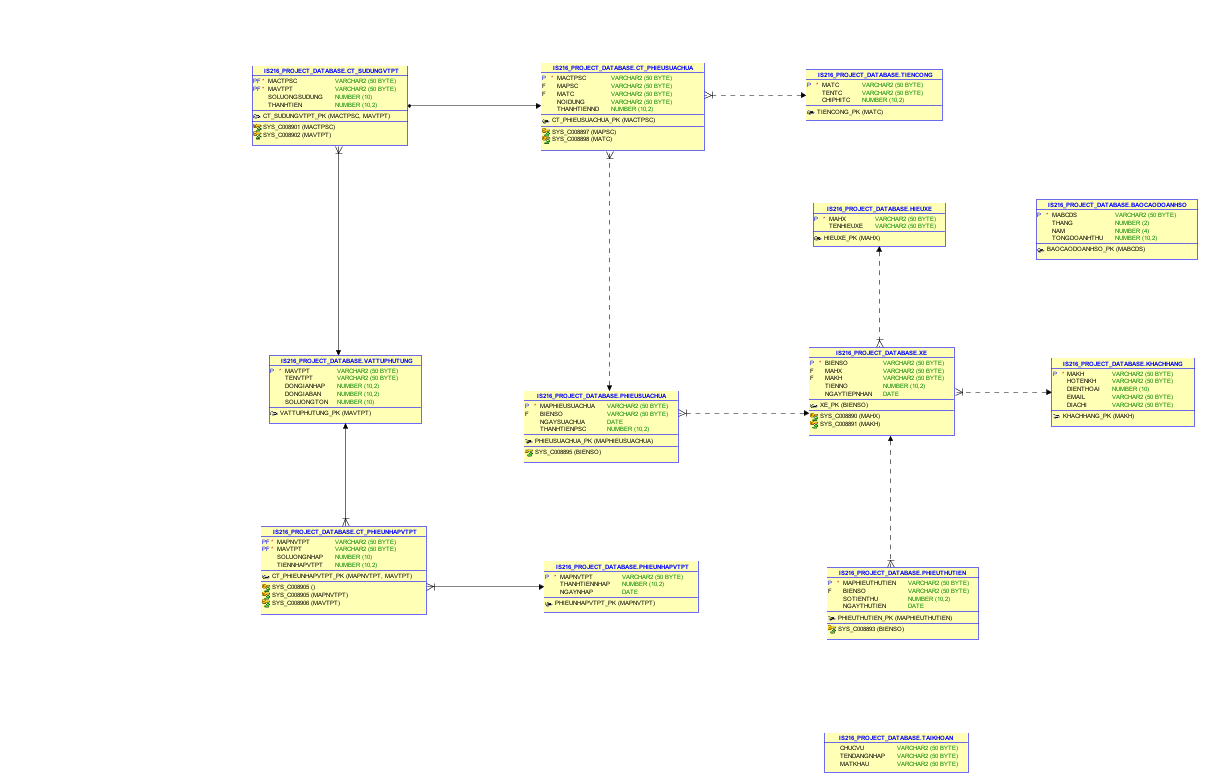 IS216_PROJECT_DATABASE.CT_SUDUNGVTPT
PF * MACTPSC VARCHAR2 (50 BYTE)
PF * MAVTPT VARCHAR2 (50 BYTE)
SOLUONGSUDUNG NUMBER (10)
THANHTIEN NUMBER (10,2)
CT_SUDUNGVTPT_PK (MACTPSC, MAVTPT)
SYS_C008901 (MACTPSC)
SYS_C008902 (MAVTPT)
IS216_PROJECT_DATABASE.CT_PHIEUSUACHUA
P * MACTPSC VARCHAR2 (50 BYTE)
F MAPSC VARCHAR2 (50 BYTE)
F MATC VARCHAR2 (50 BYTE)
NOIDUNG VARCHAR2 (50 BYTE)
THANHTIENND NUMBER (10,2)
CT_PHIEUSUACHUA_PK (MACTPSC)
SYS_C008897 (MAPSC)
SYS_C008898 (MATC)
IS216_PROJECT_DATABASE.TIENCONG
P * MATC VARCHAR2 (50 BYTE)
TENTC VARCHAR2 (50 BYTE)
CHIPHITC NUMBER (10,2)
TIENCONG_PK (MATC)
IS216_PROJECT_DATABASE.HIEUXE
P * MAHX VARCHAR2 (50 BYTE)
TENHIEUXE VARCHAR2 (50 BYTE)
HIEUXE_PK (MAHX)
IS216_PROJECT_DATABASE.BAOCAODOANHSO
P * MABCDS VARCHAR2 (50 BYTE)
THANG NUMBER (2)
NAM NUMBER (4)
TONGDOANHTHU NUMBER (10,2)
BAOCAODOANHSO_PK (MABCDS)
IS216_PROJECT_DATABASE.VATTUPHUTUNG
P * MAVTPT VARCHAR2 (50 BYTE)
TENVTPT VARCHAR2 (50 BYTE)
DONGIANHAP NUMBER (10,2)
DONGIABAN NUMBER (10,2)
SOLUONGTON NUMBER (10)
VATTUPHUTUNG_PK (MAVTPT)
IS216_PROJECT_DATABASE.PHIEUSUACHUA
P * MAPHIEUSUACHUA VARCHAR2 (50 BYTE)
F BIENSO VARCHAR2 (50 BYTE)
NGAYSUACHUA DATE
THANHTIENPSC NUMBER (10,2)
PHIEUSUACHUA_PK (MAPHIEUSUACHUA)
SYS_C008895 (BIENSO)
IS216_PROJECT_DATABASE.XE
P * BIENSO VARCHAR2 (50 BYTE)
F MAHX VARCHAR2 (50 BYTE)
F MAKH VARCHAR2 (50 BYTE)
TIENNO NUMBER (10,2)
NGAYTIEPNHAN DATE
XE_PK (BIENSO)
SYS_C008890 (MAHX)
SYS_C008891 (MAKH)
IS216_PROJECT_DATABASE.KHACHHANG
P * MAKH VARCHAR2 (50 BYTE)
HOTENKH VARCHAR2 (50 BYTE)
DIENTHOAI NUMBER (10)
EMAIL VARCHAR2 (50 BYTE)
DIACHI VARCHAR2 (50 BYTE)
KHACHHANG_PK (MAKH)
IS216_PROJECT_DATABASE.CT_PHIEUNHAPVTPT
PF * MAPNVTPT VARCHAR2 (50 BYTE)
PF * MAVTPT VARCHAR2 (50 BYTE)
SOLUONGNHAP NUMBER (10)
TIENNHAPVTPT NUMBER (10,2)
CT_PHIEUNHAPVTPT_PK (MAPNVTPT, MAVTPT)
SYS_C008905 ()
SYS_C008905 (MAPNVTPT)
SYS_C008906 (MAVTPT)
IS216_PROJECT_DATABASE.PHIEUNHAPVTPT
P * MAPNVTPT VARCHAR2 (50 BYTE)
THANHTIENNHAP NUMBER (10,2)
NGAYNHAP DATE
PHIEUNHAPVTPT_PK (MAPNVTPT)
IS216_PROJECT_DATABASE.PHIEUTHUTIEN
P * MAPHIEUTHUTIEN VARCHAR2 (50 BYTE)
F BIENSO VARCHAR2 (50 BYTE)
SOTIENTHU NUMBER (10,2)
NGAYTHUTIEN DATE
PHIEUTHUTIEN_PK (MAPHIEUTHUTIEN)
SYS_C008893 (BIENSO)
IS216_PROJECT_DATABASE.TAIKHOAN
CHUCVU VARCHAR2 (50 BYTE)
TENDANGNHAP VARCHAR2 (50 BYTE)
MATKHAU VARCHAR2 (50 BYTE)